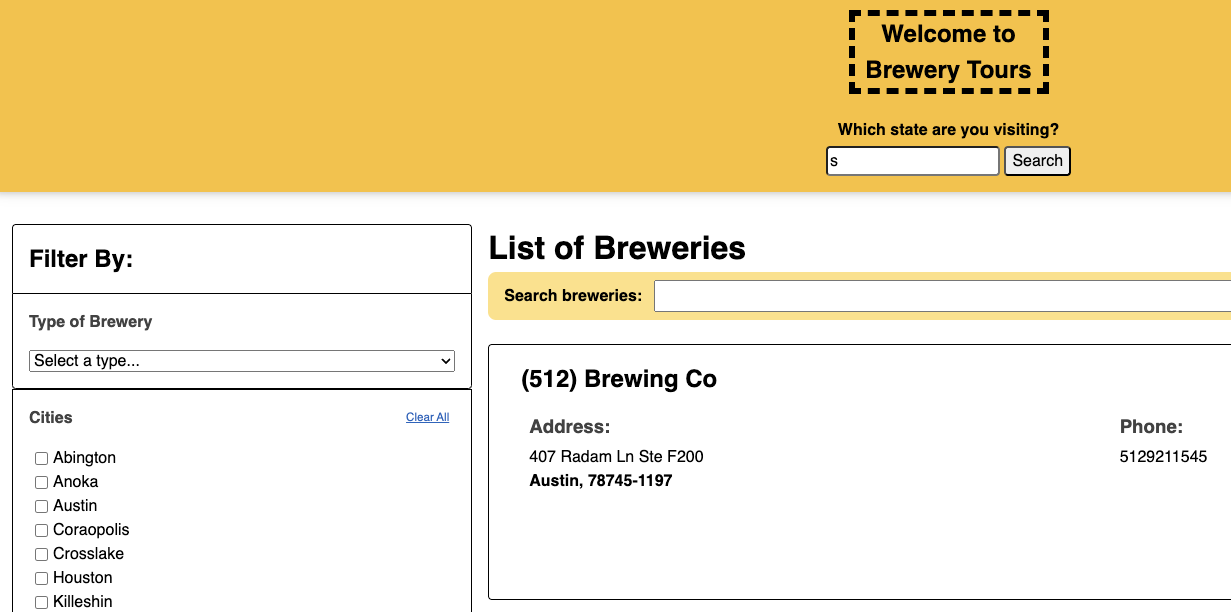 Welcome to
Brewery Tours
Which state are you visiting?
s
Search
Filter By:
Type of Brewery
Select a type...
Cities
Clear All
Abington
Anoka
Austin
Coraopolis
Crosslake
Houston
Killeshin
List of Breweries
Search breweries:
(512) Brewing Co
Address:
407 Radam Ln Ste F200
Austin, 78745-1197
Phone:
5129211545